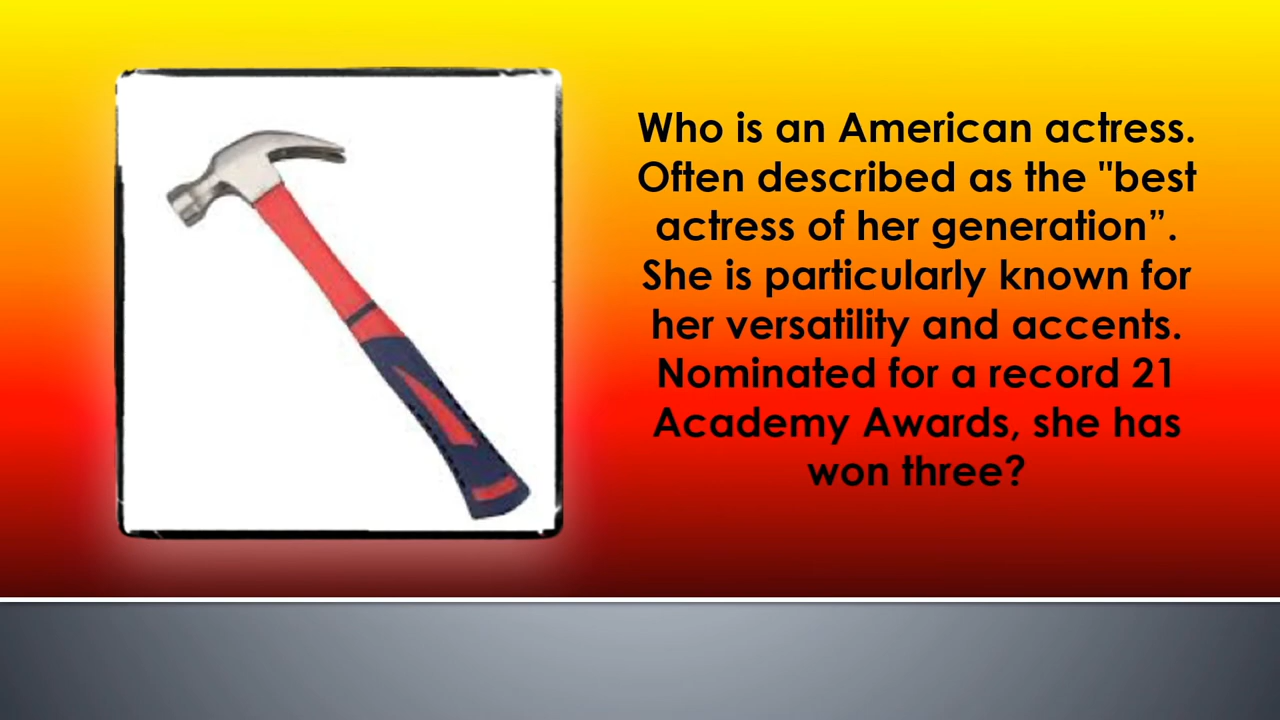 Who is an American actress.
Often described as the "best
actress of her generation”.
She is particularly known for
her versatility and accents.
Nominated for a record 21
Academy Awards, she has
won three?